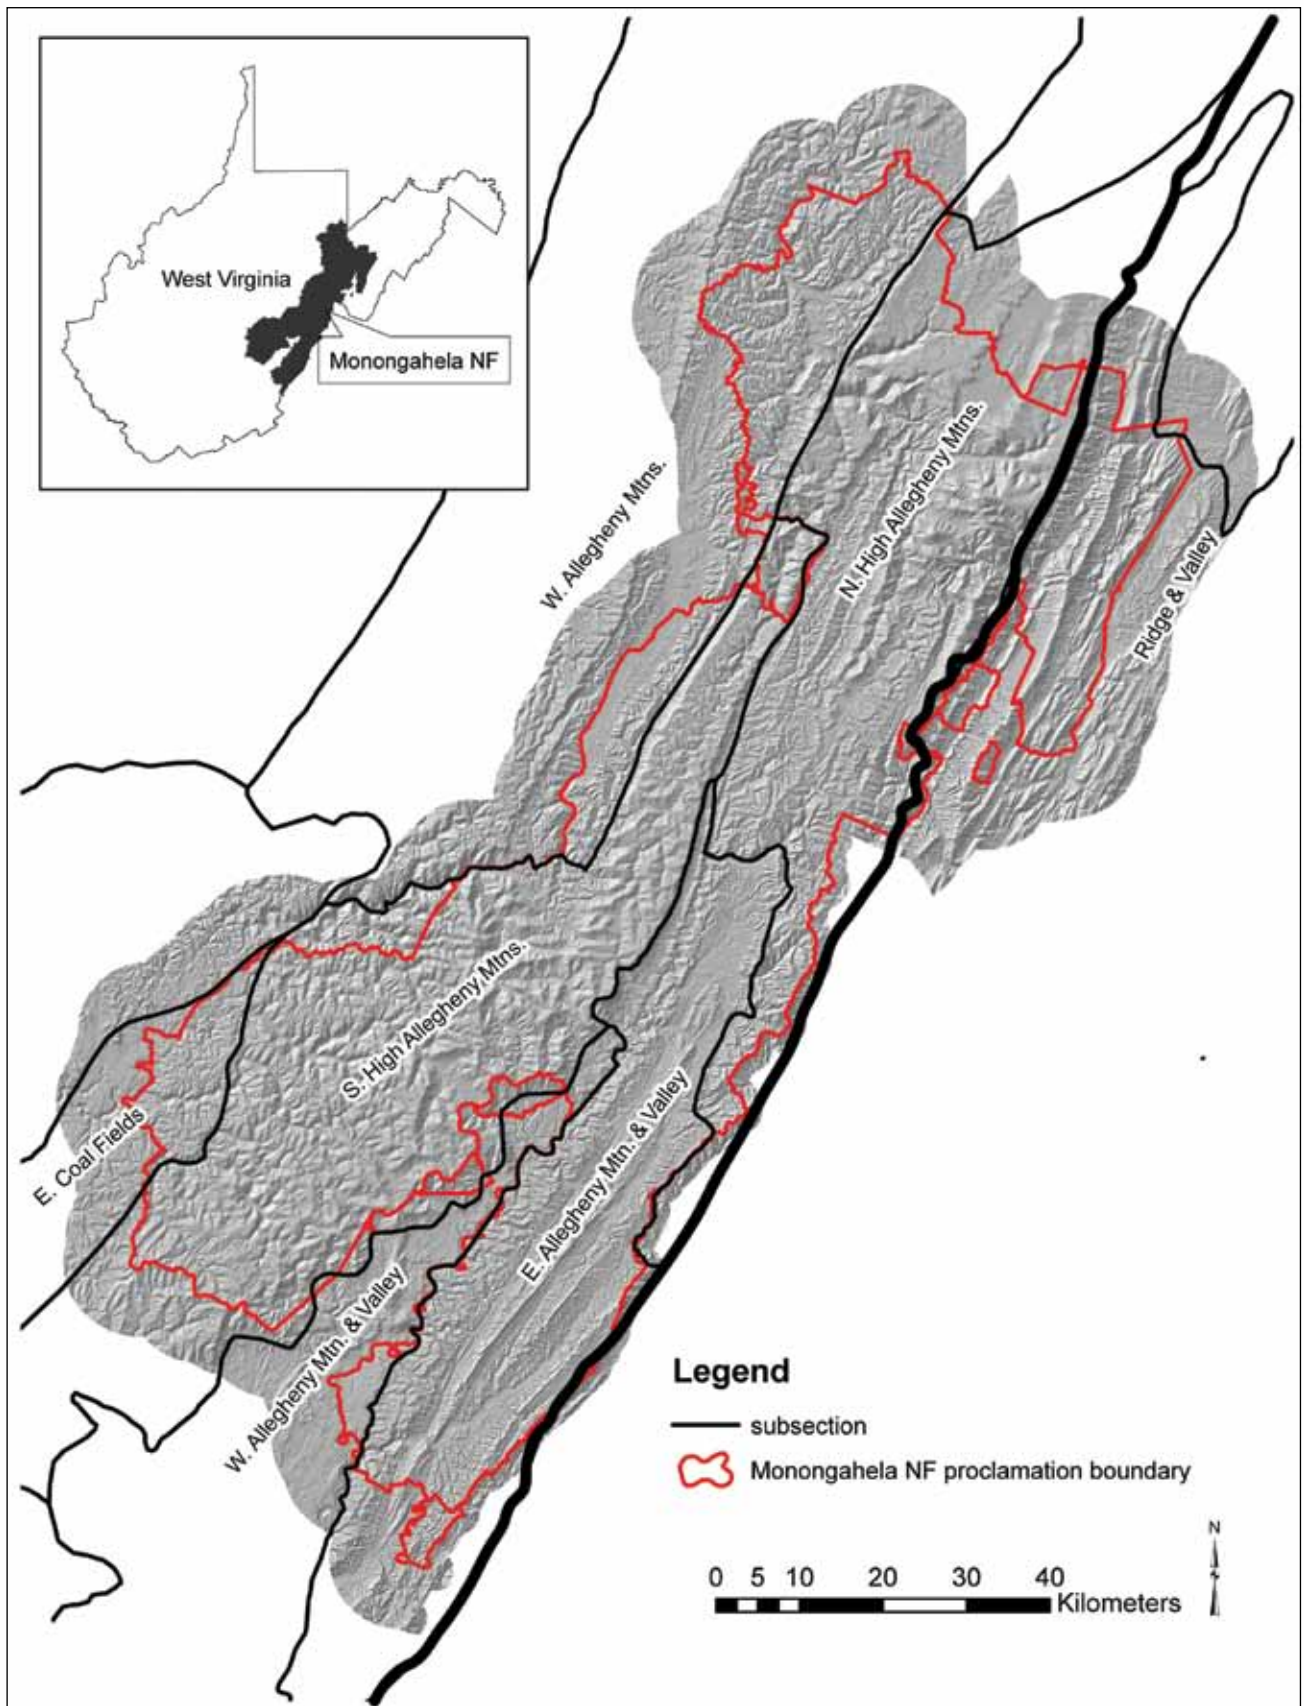 West Virginia
Monongahela NF
W. Allegheny Mtns.
N. High Allegheny Mtns.
Ridge & Valley
S. High Allegheny Mtns.
E. Coal Fields
E. Allegheny Mtn. & Valley
W. Allegheny Mtn. & Valley
Legend
subsection
Monongahela NF proclamation boundary
N
0 5 10 20 30 40
Kilometers